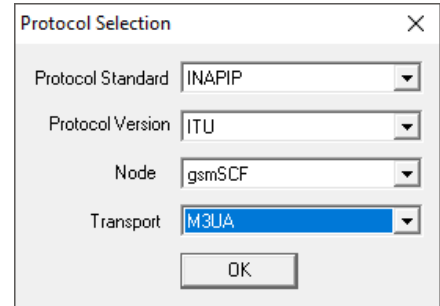 Protocol Selection
Protocol Standard INAPIP
Protocol Version ITU
Node gsmSCF
Transport M3UA
OK